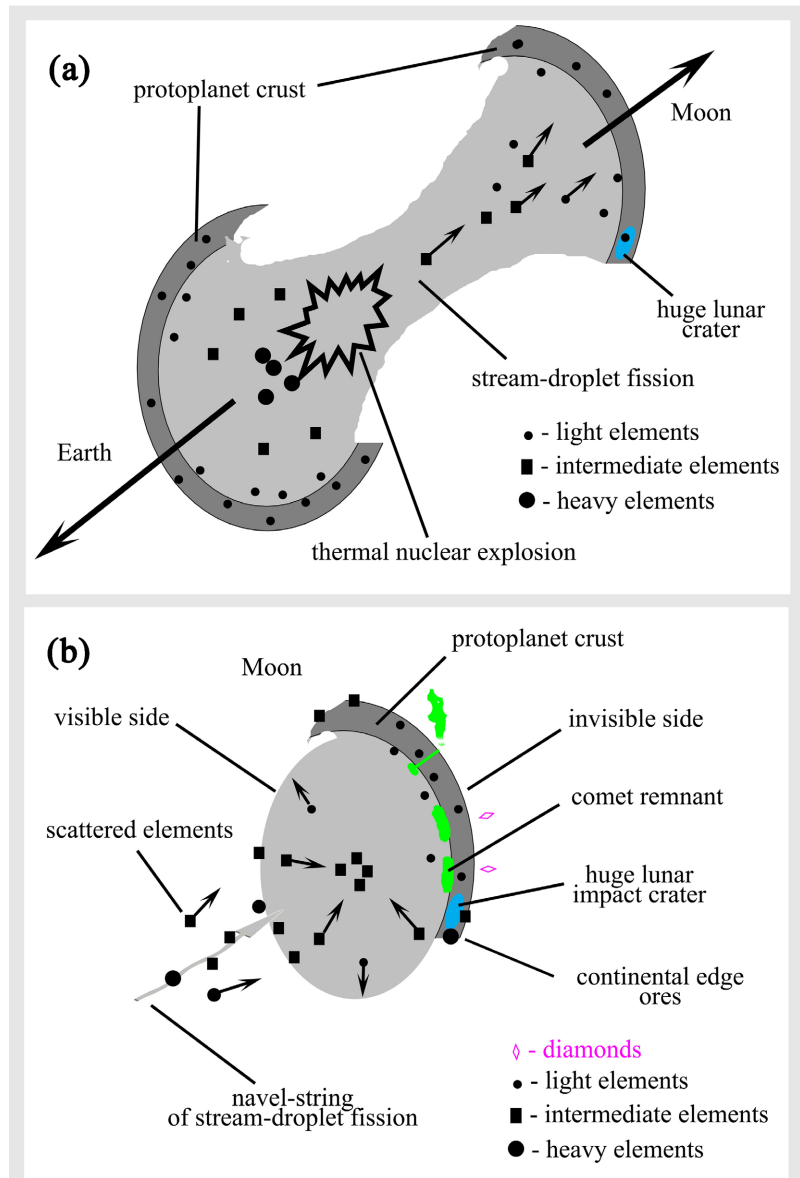 (a)
protoplanet crust
Moon
huge lunar
crater
stream-droplet fission
- light elements
- intermediate elements
- heavy elements
Earth
thermal nuclear explosion
(b)
protoplanet crust
Moon
visible side
invisible side
comet remnant
scattered elements
huge lunar
impact crater
continental edge
ores
navel-string
of stream-droplet fission
- diamonds
- light elements
- intermediate elements
- heavy elements